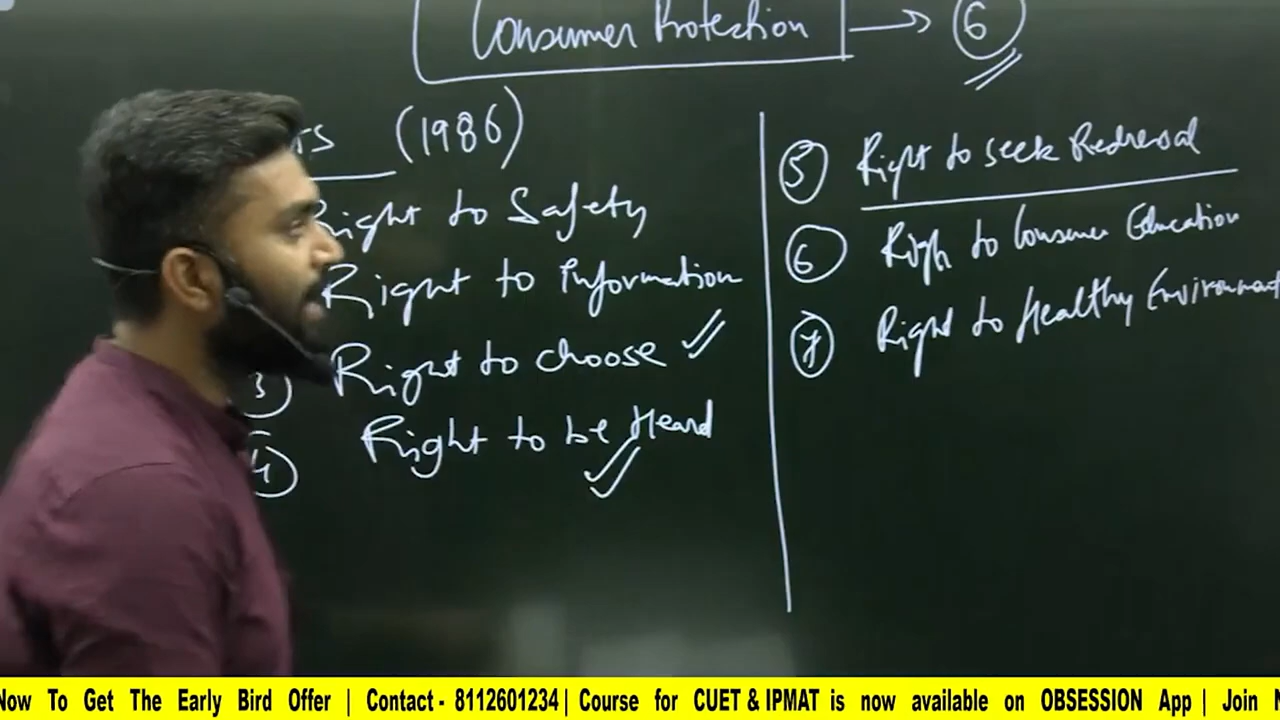 Consumer Protection → 6
(1986)
Right to Safety
Right to Information
3 Right to choose
4 Right to be Heard
5 Right to seek Redressal
6 Right to Consumer Education
7 Right to Healthy Environment
Now To Get The Early Bird Offer | Contact - 8112601234 | Course for CUET & IPMAT is now available on OBSESSION App | Join